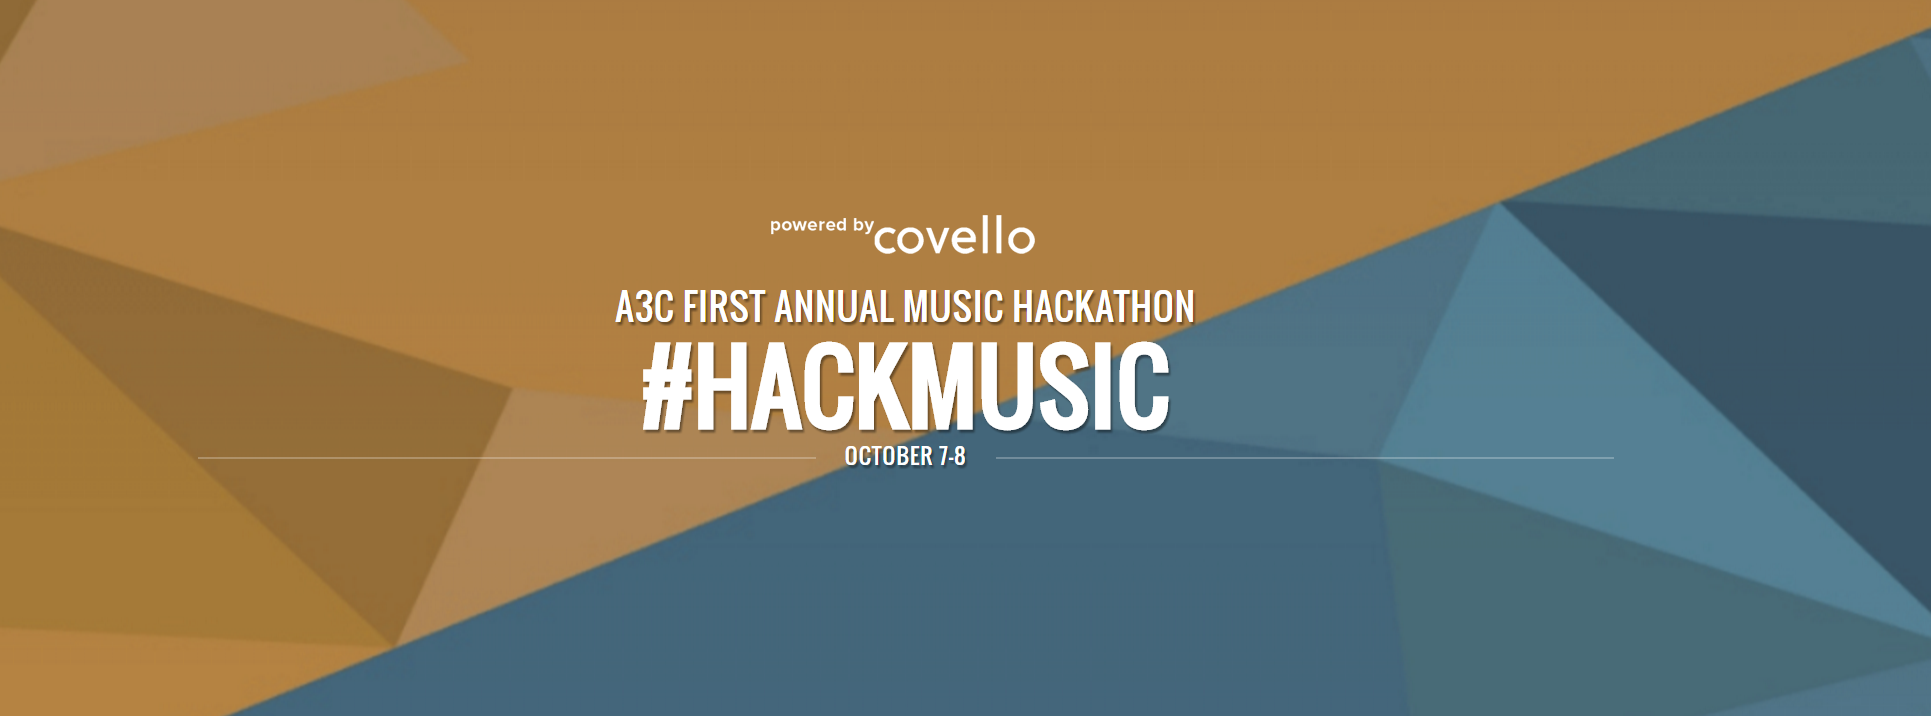 powered by covello
A3C FIRST ANNUAL MUSIC HACKATHON
#HACKMUSIC
OCTOBER 7-8